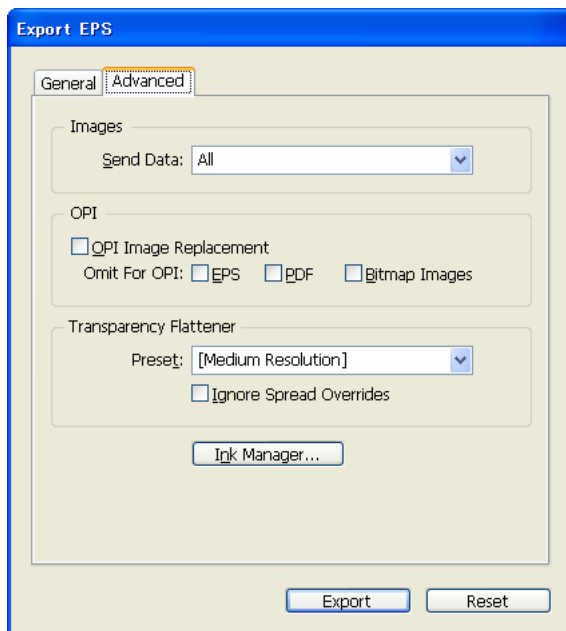 Export EPS
General Advanced
Images
Send Data: All
OPI
OPI Image Replacement
Omit For OPI: EPS PDF Bitmap Images
Transparency Flattener
Preset: [Medium Resolution]
Ignore Spread Overrides
Ink Manager...
Export Reset